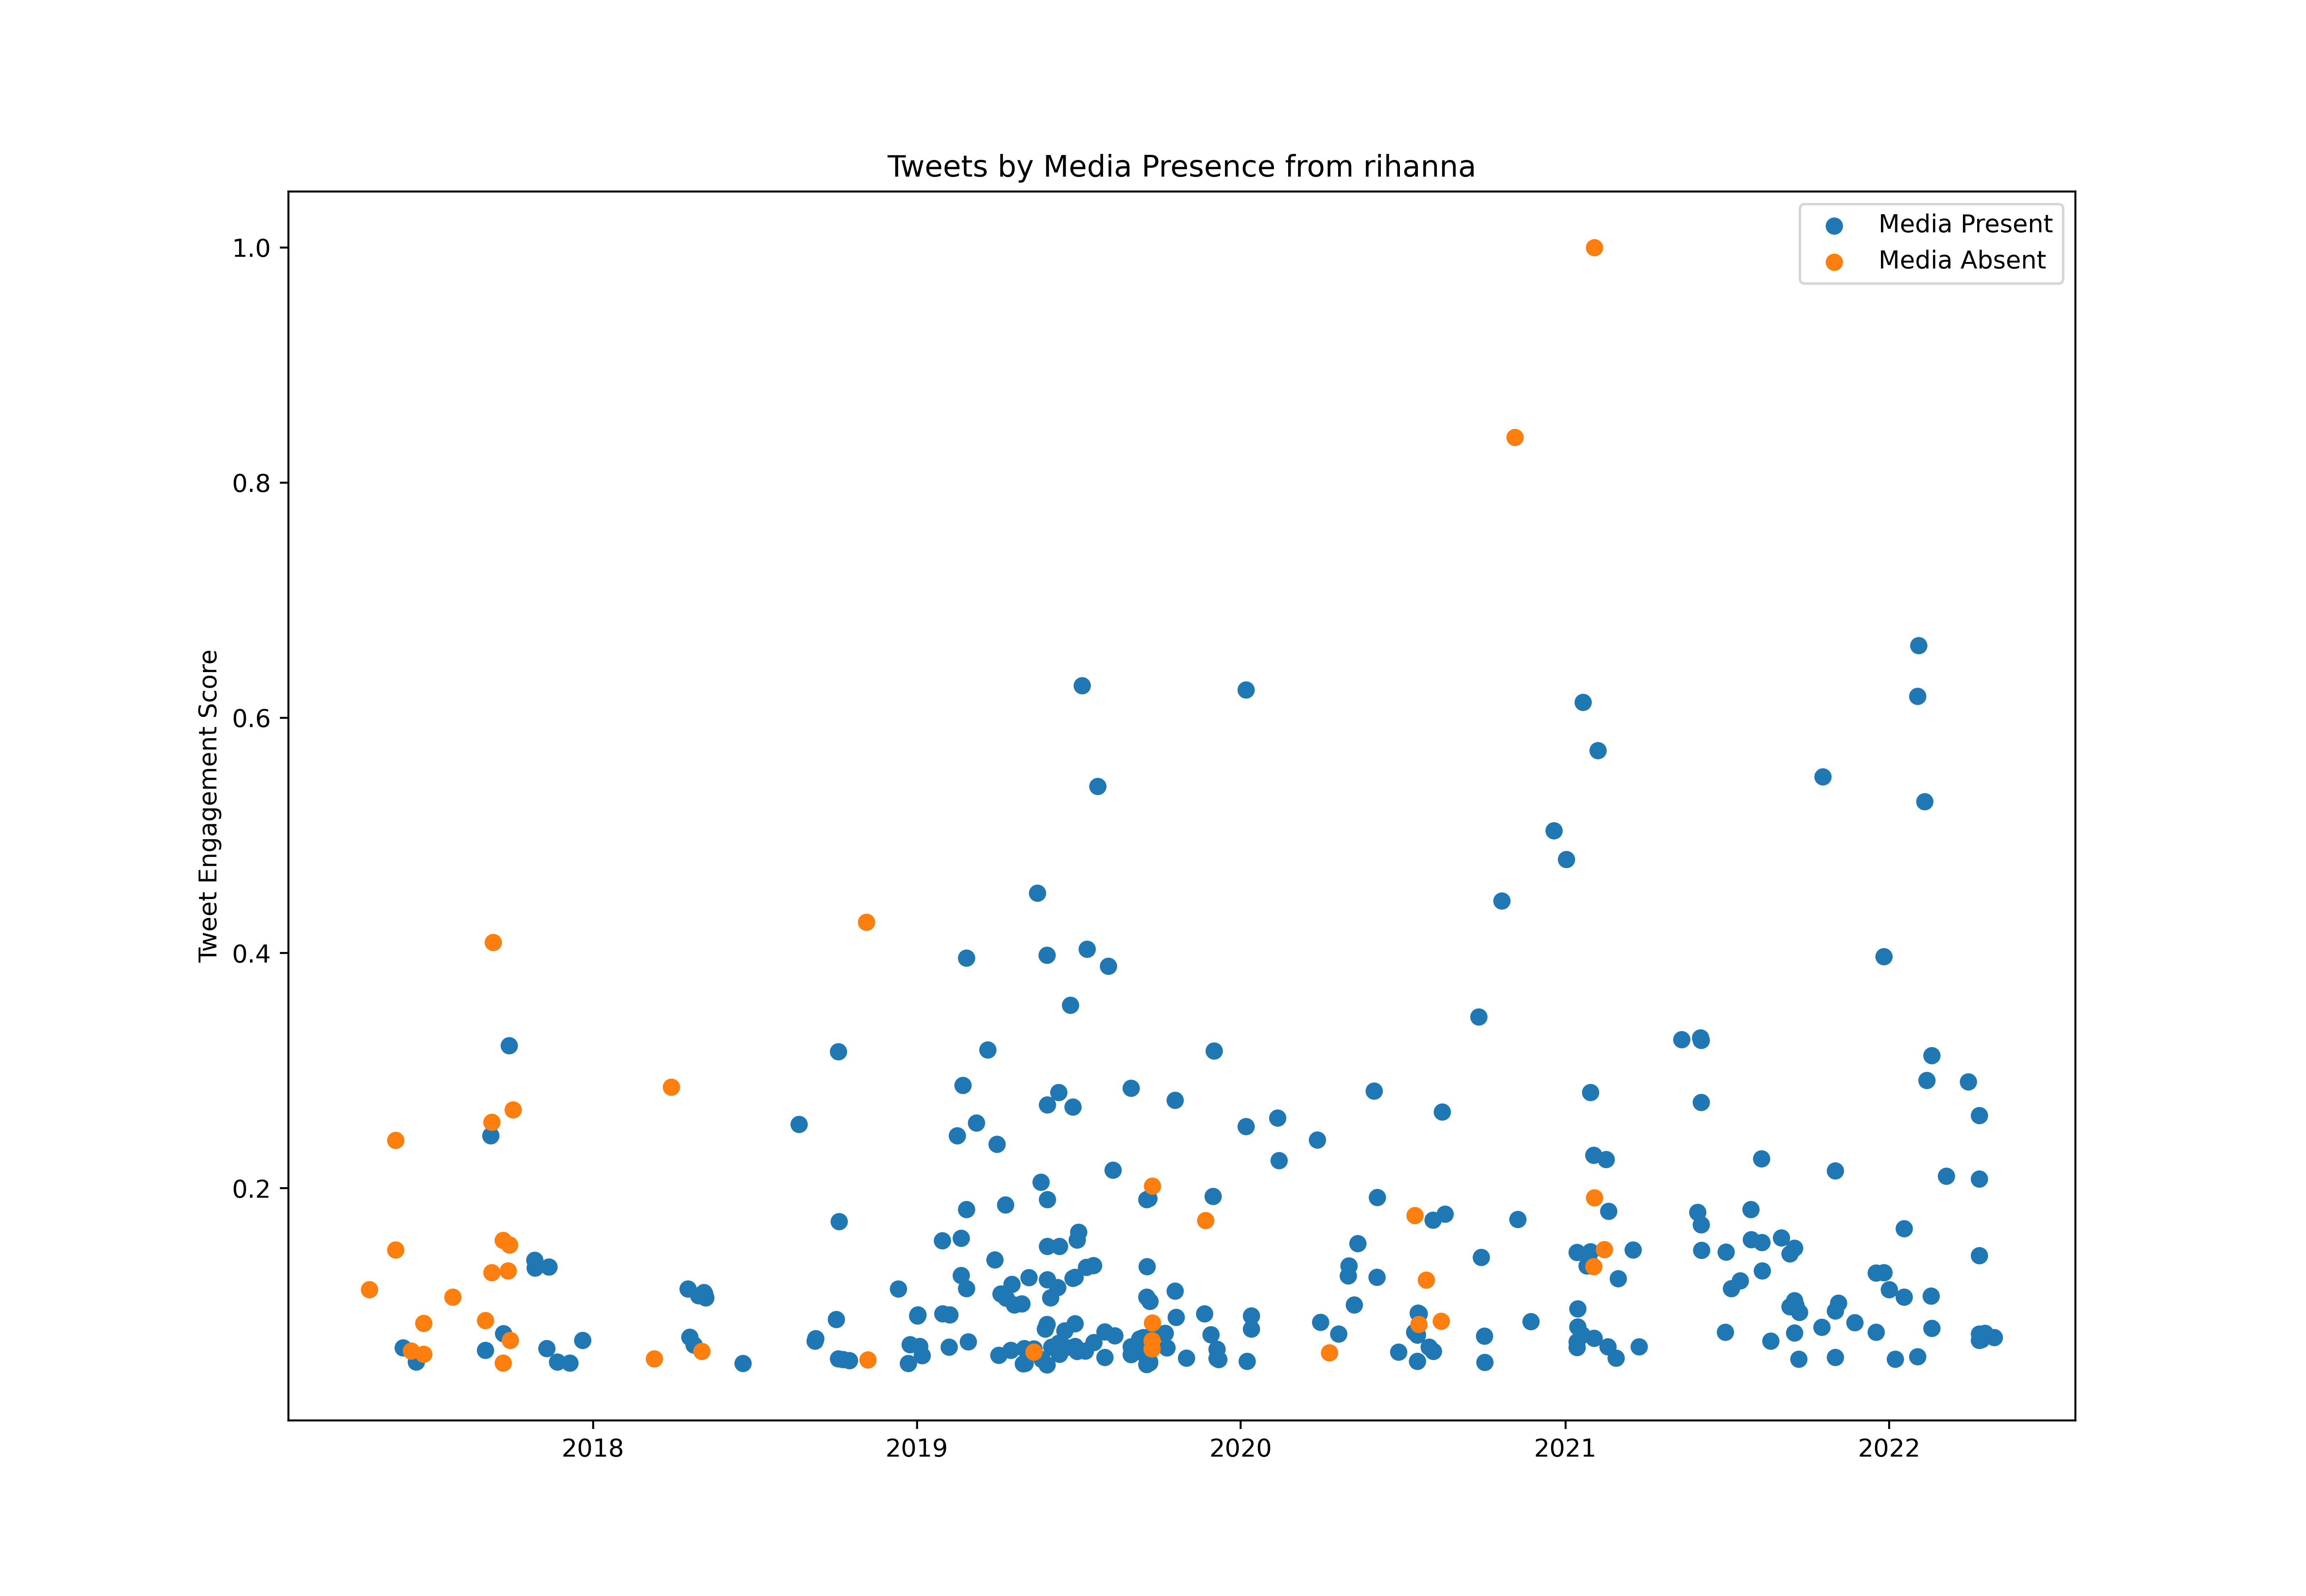 Tweets by Media Presence from rihanna
Media Present
Media Absent
Tweet Engagement Score
1.0
0.8
0.6
0.4
0.2
2018
2019
2020
2021
2022